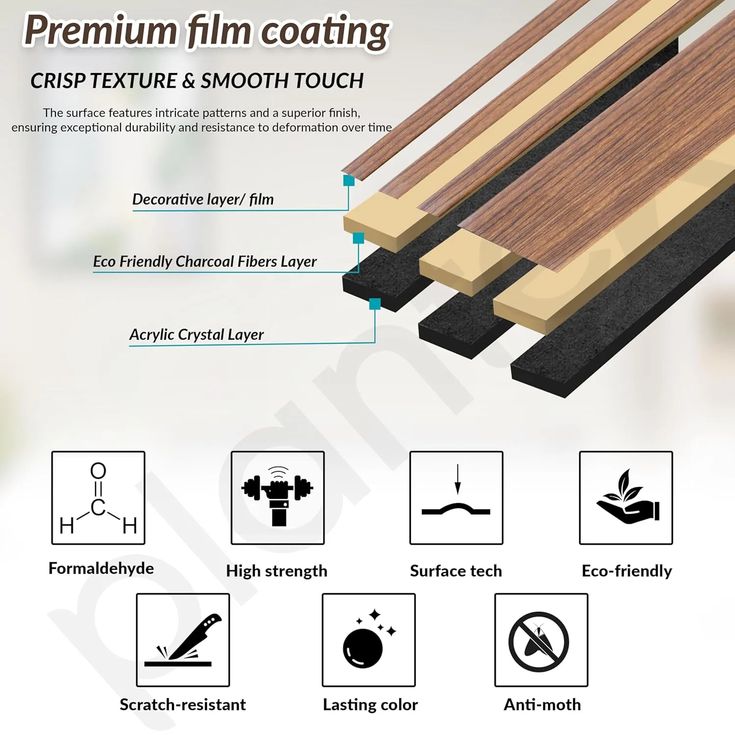 Premium film coating
CRISP TEXTURE & SMOOTH TOUCH
The surface features intricate patterns and a superior finish,
ensuring exceptional durability and resistance to deformation over time
Decorative layer/ film
Eco Friendly Charcoal Fibers Layer
Acrylic Crystal Layer
O
C
H H
Formaldehyde
High strength
Surface tech
Eco-friendly
Scratch-resistant
Lasting color
Anti-moth
plantex